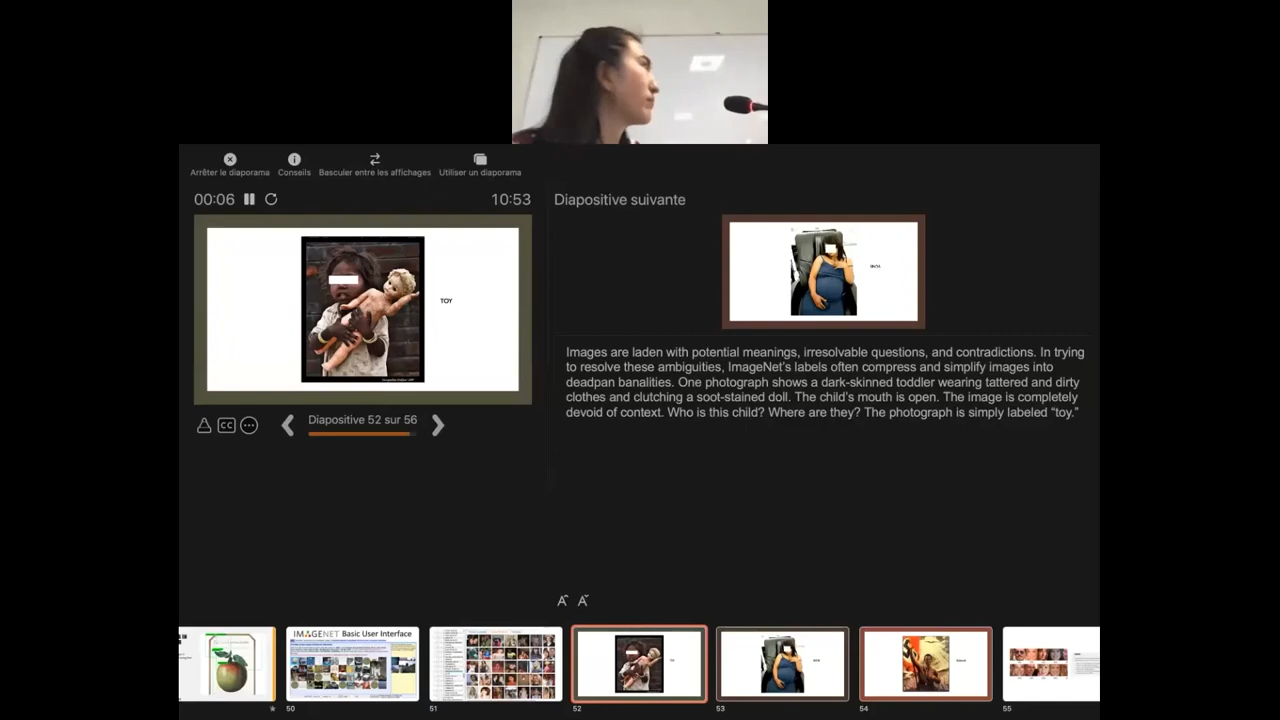 Arrêter le diaporama
Conseils
Basculer entre les affichages
Utiliser un diaporama
00:06
10:53
Diapositive suivante
TOY
Images are laden with potential meanings, irresolvable questions, and contradictions. In trying
to resolve these ambiguities, ImageNet's labels often compress and simplify images into
deadpan banalities. One photograph shows a dark-skinned toddler wearing tattered and dirty
clothes and clutching a soot-stained doll. The child's mouth is open. The image is completely
devoid of context. Who is this child? Where are they? The photograph is simply labeled “toy.”
CC
Diapositive 52 sur 56
IMAGENET Basic User Interface
50
51
52
53
54
55